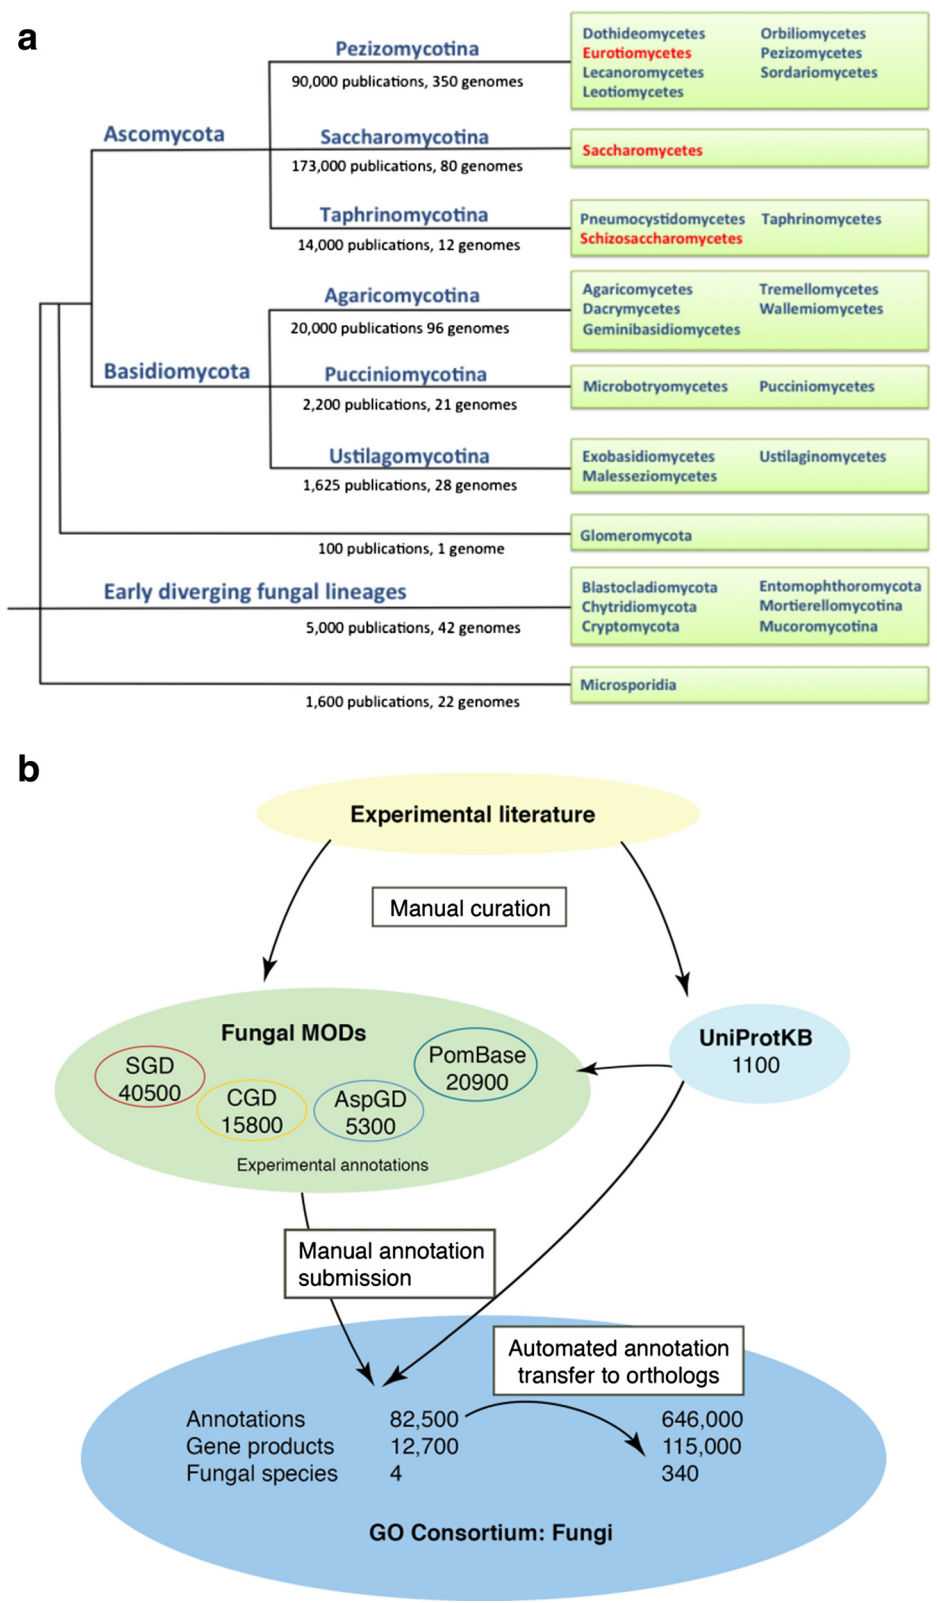 a
Pezizomycotina
90,000 publications, 350 genomes
Dothideomycetes Orbiliomycetes
Eurotiomycetes Pezizomycetes
Lecanoromycetes Sordariomycetes
Leotiomycetes
Ascomycota
Saccharomycotina
173,000 publications, 80 genomes
Saccharomycetes
Taphrinomycotina
14,000 publications, 12 genomes
Pneumocystidomycetes Taphrinomycetes
Schizosaccharomycetes
Agaricomycotina
20,000 publications 96 genomes
Agaricomycetes Tremellomycetes
Dacrymycetes Wallemiomycetes
Geminibasidiomycetes
Basidiomycota
Pucciniomycotina
2,200 publications, 21 genomes
Microbotryomycetes Pucciniomycetes
Ustilagomycotina
1,625 publications, 28 genomes
Exobasidiomycetes Ustilaginomycetes
Malesseziomycetes
100 publications, 1 genome
Glomeromycota
Early diverging fungal lineages
5,000 publications, 42 genomes
Blastocladiomycota Entomophthoromycota
Chytridiomycota Mortierellomycotina
Cryptomycota Mucoromycotina
1,600 publications, 22 genomes
Microsporidia
b
Experimental literature
Manual curation
Fungal MODs
SGD
40500
CGD
15800
AspGD
5300
PomBase
20900
Experimental annotations
UniProtKB
1100
Manual annotation
submission
Automated annotation
transfer to orthologs
Annotations 82,500 646,000
Gene products 12,700 115,000
Fungal species 4 340
GO Consortium: Fungi